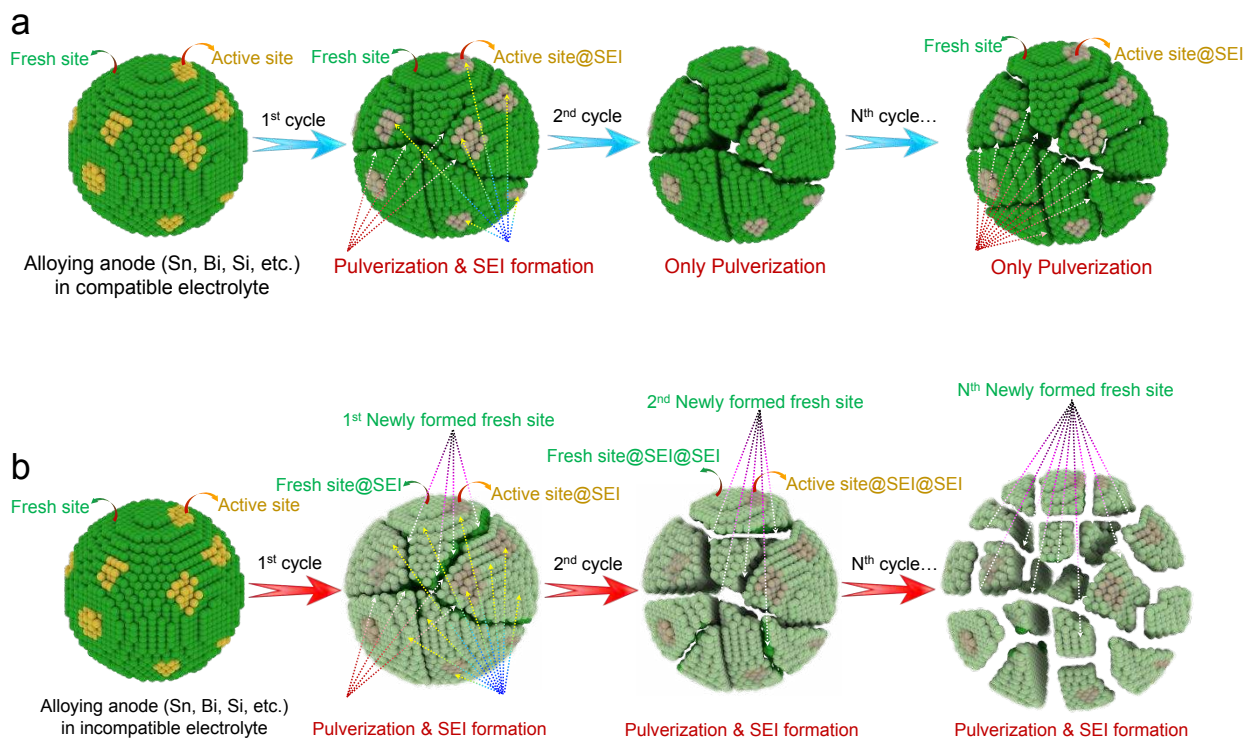 a
Fresh site
Active site
Fresh site
Active site@SEI
Fresh site
Active site@SEI
1st cycle
2nd cycle
Nth cycle…
Alloying anode (Sn, Bi, Si, etc.)
in compatible electrolyte
Pulverization & SEI formation
Only Pulverization
Only Pulverization
1st Newly formed fresh site
2nd Newly formed fresh site
Nth Newly formed fresh site
b
Fresh site
Active site
Fresh site@SEI
Active site@SEI
Fresh site@SEI@SEI
Active site@SEI@SEI
1st cycle
2nd cycle
Nth cycle…
Alloying anode (Sn, Bi, Si, etc.)
in incompatible electrolyte
Pulverization & SEI formation
Pulverization & SEI formation
Pulverization & SEI formation